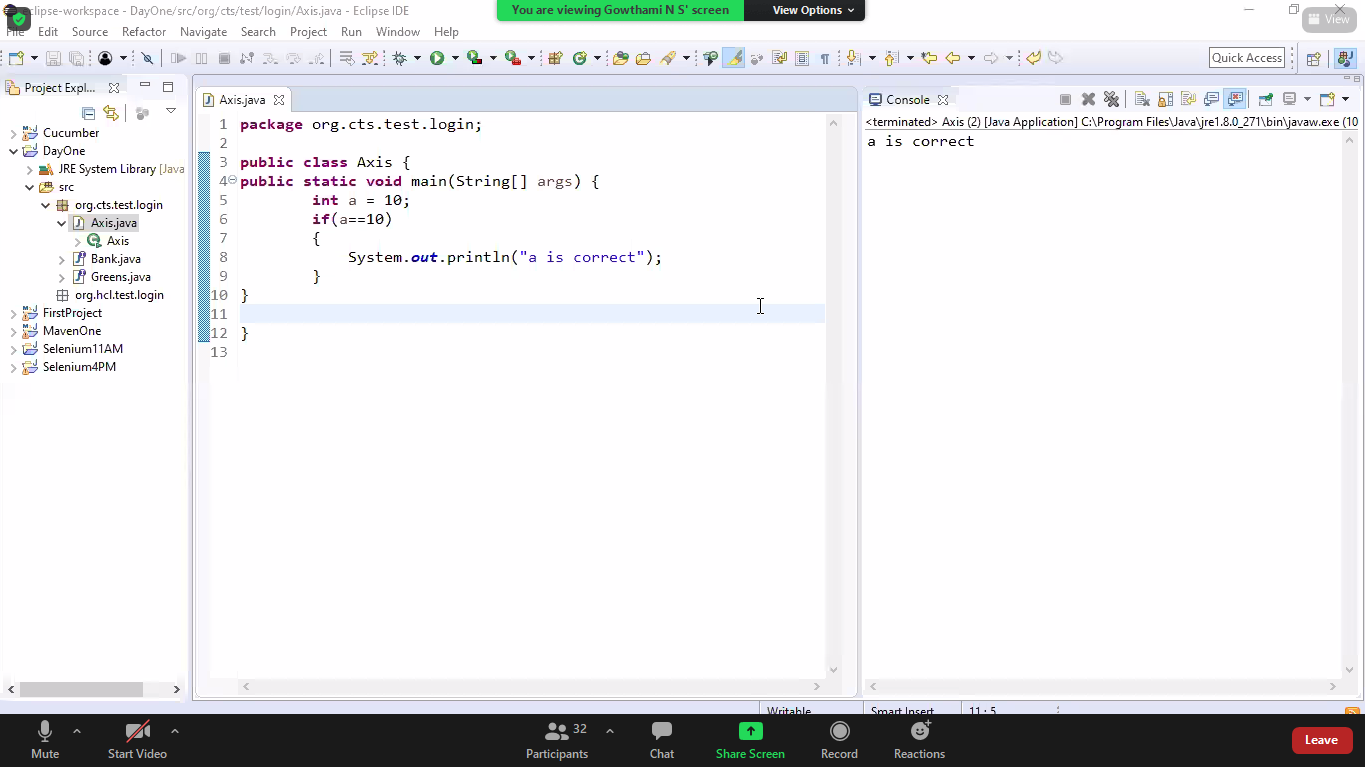 eclipse-workspace - DayOne/src/org/cts/test/login/Axis.java - Eclipse IDE
You are viewing Gowthami N S' screen
View Options
View
File Edit Source Refactor Navigate Search Project Run Window Help
Quick Access
Project Expl...
Cucumber
DayOne
JRE System Library [Java
src
org.cts.test.login
Axis.java
Axis
Bank.java
Greens.java
org.hcl.test.login
FirstProject
MavenOne
Selenium11AM
Selenium4PM
Axis.java
1 package org.cts.test.login;
2
3 public class Axis {
4 public static void main(String[] args) {
5 int a = 10;
6 if(a==10)
7 {
8 System.out.println("a is correct");
9 }
10 }
11
12 }
13
Console
<terminated> Axis (2) [Java Application] C:\Program Files\Java\jre1.8.0_271\bin\javaw.exe (10
a is correct
Writable Smart Insert 11 : 5
Mute
Start Video
32
Participants
Chat
Share Screen
Record
Reactions
Leave